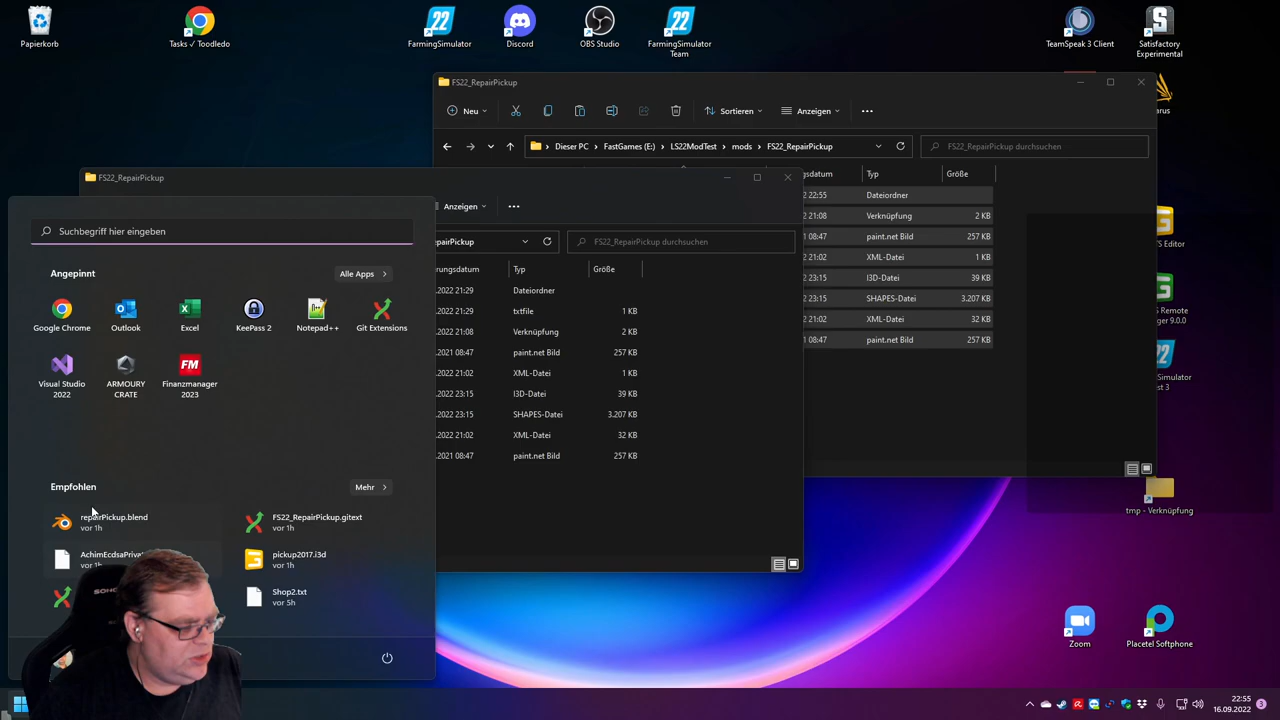 Papierkorb
Tasks ✓ Toodledo
FarmingSimulator
Discord
OBS Studio
FarmingSimulator
Team
TeamSpeak 3 Client
Satisfactory
Experimental
FS22_RepairPickup
Neu
Sortieren
Anzeigen
Dieser PC > FastGames (E:) > LS22ModTest > mods > FS22_RepairPickup
FS22_RepairPickup durchsuchen
Typ
Größe
22:55
Dateiordner
21:08
Verknüpfung
2 KB
08:47
paint.net Bild
257 KB
21:02
XML-Datei
1 KB
23:15
I3D-Datei
39 KB
23:15
SHAPES-Datei
3.207 KB
21:02
XML-Datei
32 KB
08:47
paint.net Bild
257 KB
FS22_RepairPickup
Anzeigen
FS22_RepairPickup durchsuchen
Typ
Größe
.2022 21:29
Dateiordner
.2022 21:29
txtfile
1 KB
.2022 21:08
Verknüpfung
2 KB
.2022 08:47
paint.net Bild
257 KB
.2022 21:02
XML-Datei
1 KB
.2022 23:15
I3D-Datei
39 KB
.2022 23:15
SHAPES-Datei
3.207 KB
.2022 21:02
XML-Datei
32 KB
.2021 08:47
paint.net Bild
257 KB
Suchbegriff hier eingeben
Angepinnt
Alle Apps
Google Chrome
Outlook
Excel
KeePass 2
Notepad++
Git Extensions
Visual Studio
2022
ARMOURY
CRATE
Finanzmanager
2023
Empfohlen
Mehr
repairPickup.blend
vor 1h
FS22_RepairPickup.gitext
vor 1h
AchimEcdsaPriva
vor 1h
pickup2017.i3d
vor 1h
Shop2.txt
vor 5h
tmp - Verknüpfung
Zoom
Placetel Softphone
22:55
16.09.2022
3